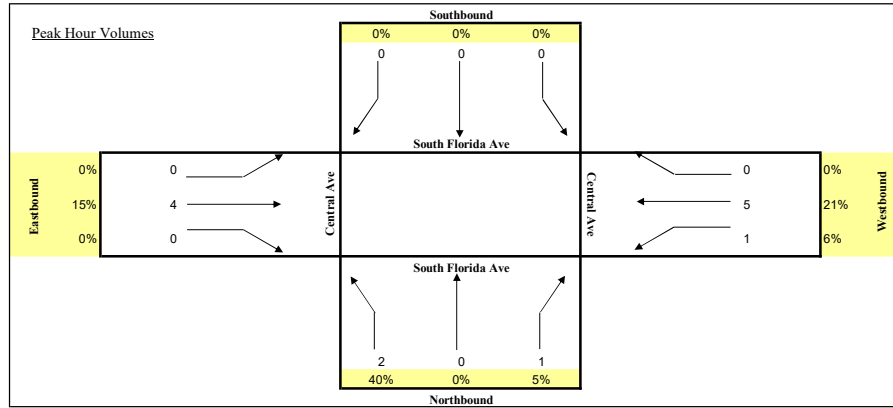 Southbound
Peak Hour Volumes
0% 0% 0%
0 0 0
South Florida Ave
Eastbound
0% 0
15% 4
0% 0
Central Ave
Central Ave
0 0%
5 21%
1 6%
Westbound
South Florida Ave
2 0 1
40% 0% 5%
Northbound